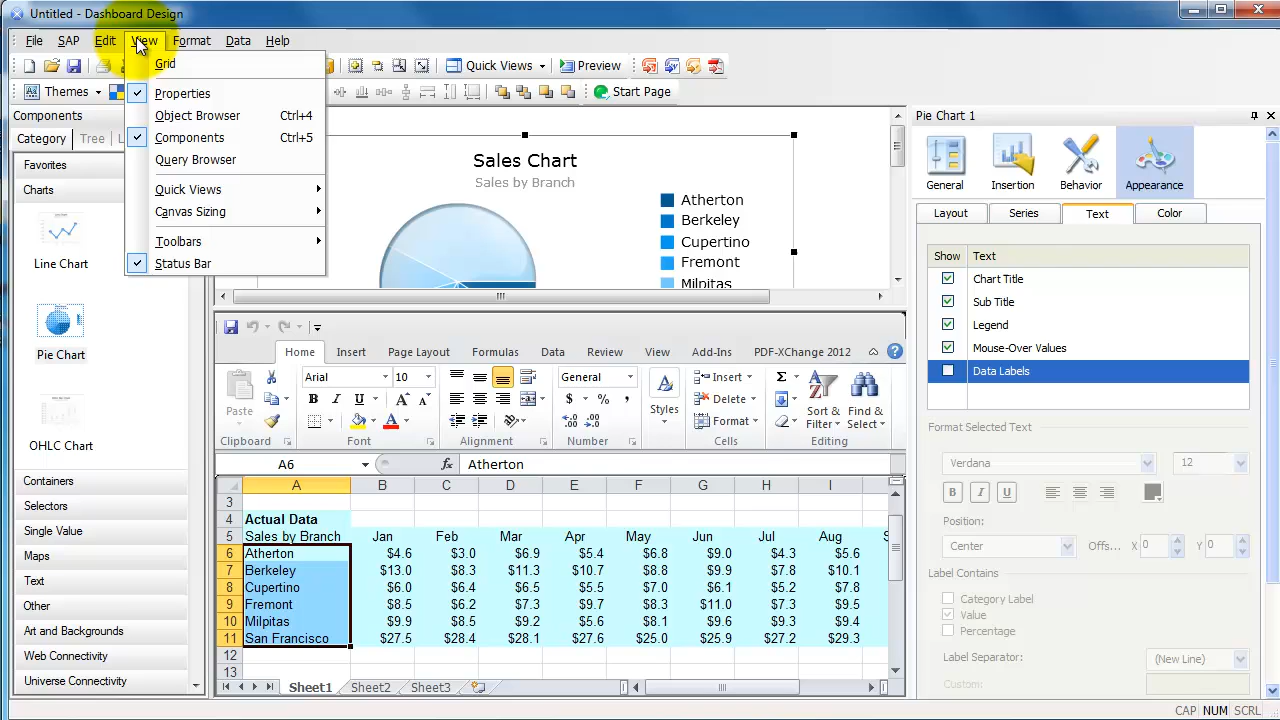 Untitled - Dashboard Design
File SAP Edit View Format Data Help
Quick Views Preview
Themes Start Page
Grid
Properties
Object Browser Ctrl+4
Components Ctrl+5
Query Browser
Quick Views
Canvas Sizing
Toolbars
Status Bar
Components
Category Tree L
Favorites
Charts
Line Chart
Pie Chart
OHLC Chart
Containers
Selectors
Single Value
Maps
Text
Other
Art and Backgrounds
Web Connectivity
Universe Connectivity
Sales Chart
Sales by Branch
Atherton
Berkeley
Cupertino
Fremont
Milpitas
Home Insert Page Layout Formulas Data Review View Add-Ins PDF-XChange 2012
Arial 10 General Insert
Paste B I U $ % , Styles Delete Sort & Find &
Format Filter Select
Clipboard Font Alignment Number Cells Editing
A6 fx Atherton
A B C D E F G H I
3
4 Actual Data
5 Sales by Branch Jan Feb Mar Apr May Jun Jul Aug S
6 Atherton $4.6 $3.0 $6.9 $5.4 $6.8 $9.0 $4.3 $5.6
7 Berkeley $13.0 $8.3 $11.3 $10.7 $8.8 $9.9 $7.8 $10.1
8 Cupertino $6.0 $6.4 $6.5 $5.5 $7.0 $6.1 $5.2 $7.8
9 Fremont $8.5 $6.2 $7.3 $9.7 $8.3 $11.0 $7.3 $9.5
10 Milpitas $9.9 $8.5 $9.2 $5.6 $8.1 $9.6 $9.3 $9.4
11 San Francisco $27.5 $28.4 $28.1 $27.6 $25.0 $25.9 $27.2 $29.3
12
13
Sheet1 Sheet2 Sheet3
Pie Chart 1
General Insertion Behavior Appearance
Layout Series Text Color
Show Text
Chart Title
Sub Title
Legend
Mouse-Over Values
Data Labels
Format Selected Text
Verdana 12
B I U
Position:
Center Offs... X 0 Y 0
Label Contains
Category Label
Value
Percentage
Label Separator: (New Line)
Custom:
CAP NUM SCRL